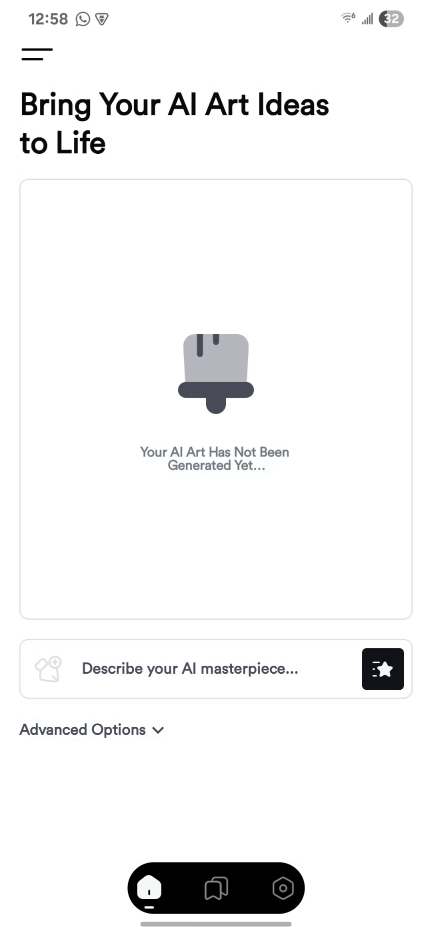 12:58
32
Bring Your AI Art Ideas
to Life
Your AI Art Has Not Been
Generated Yet...
Describe your AI masterpiece...
Advanced Options